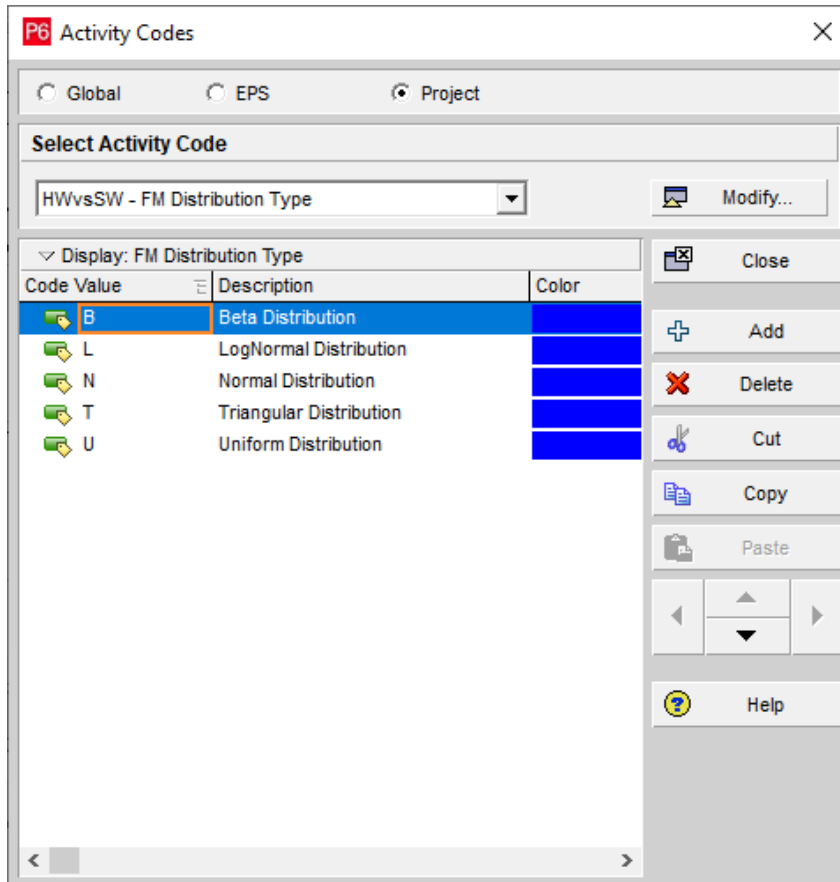 P6 Activity Codes
Global EPS Project
Select Activity Code
HWvsSW - FM Distribution Type
Modify...
Display: FM Distribution Type
Close
Code Value Description Color
B Beta Distribution
Add
L LogNormal Distribution
N Normal Distribution
Delete
T Triangular Distribution
U Uniform Distribution
Cut
Copy
Paste
? Help